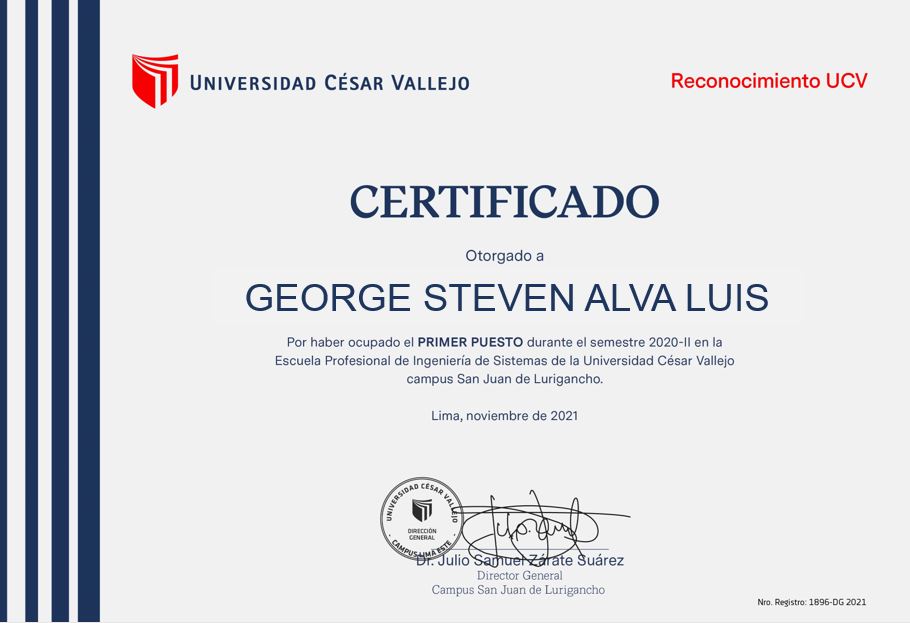 UNIVERSIDAD CÉSAR VALLEJO
Reconocimiento UCV
CERTIFICADO
Otorgado a
GEORGE STEVEN ALVA LUIS
Por haber ocupado el PRIMER PUESTO durante el semestre 2020-II en la
Escuela Profesional de Ingeniería de Sistemas de la Universidad César Vallejo
campus San Juan de Lurigancho.
Lima, noviembre de 2021
UNIVERSIDAD CÉSAR VALLEJO
DIRECCIÓN
GENERAL
CAMPUS LIMA ESTE
Dr. Julio Samuel Zárate Suárez
Director General
Campus San Juan de Lurigancho
Nro. Registro: 1896-DG 2021